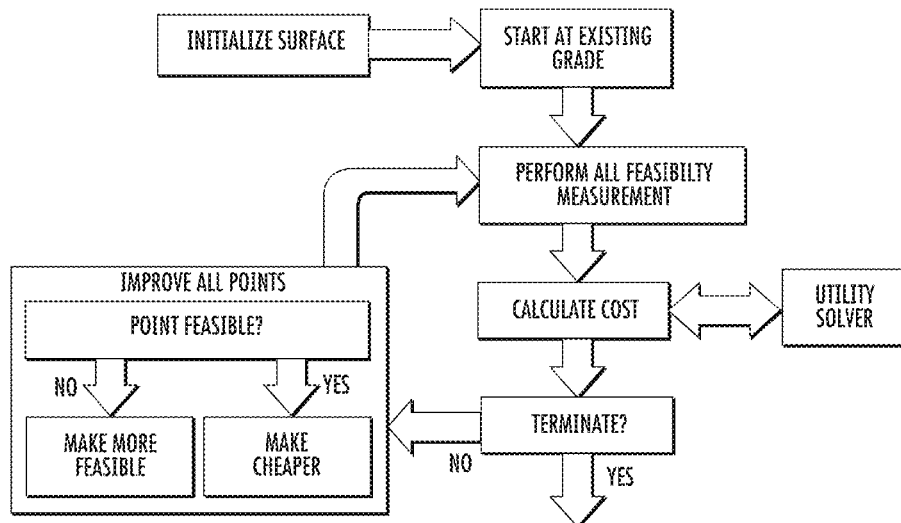 INITIALIZE SURFACE
START AT EXISTING
GRADE
PERFORM ALL FEASIBILTY
MEASUREMENT
IMPROVE ALL POINTS
POINT FEASIBLE?
CALCULATE COST
UTILITY
SOLVER
NO
YES
MAKE MORE
FEASIBLE
MAKE
CHEAPER
TERMINATE?
NO
YES